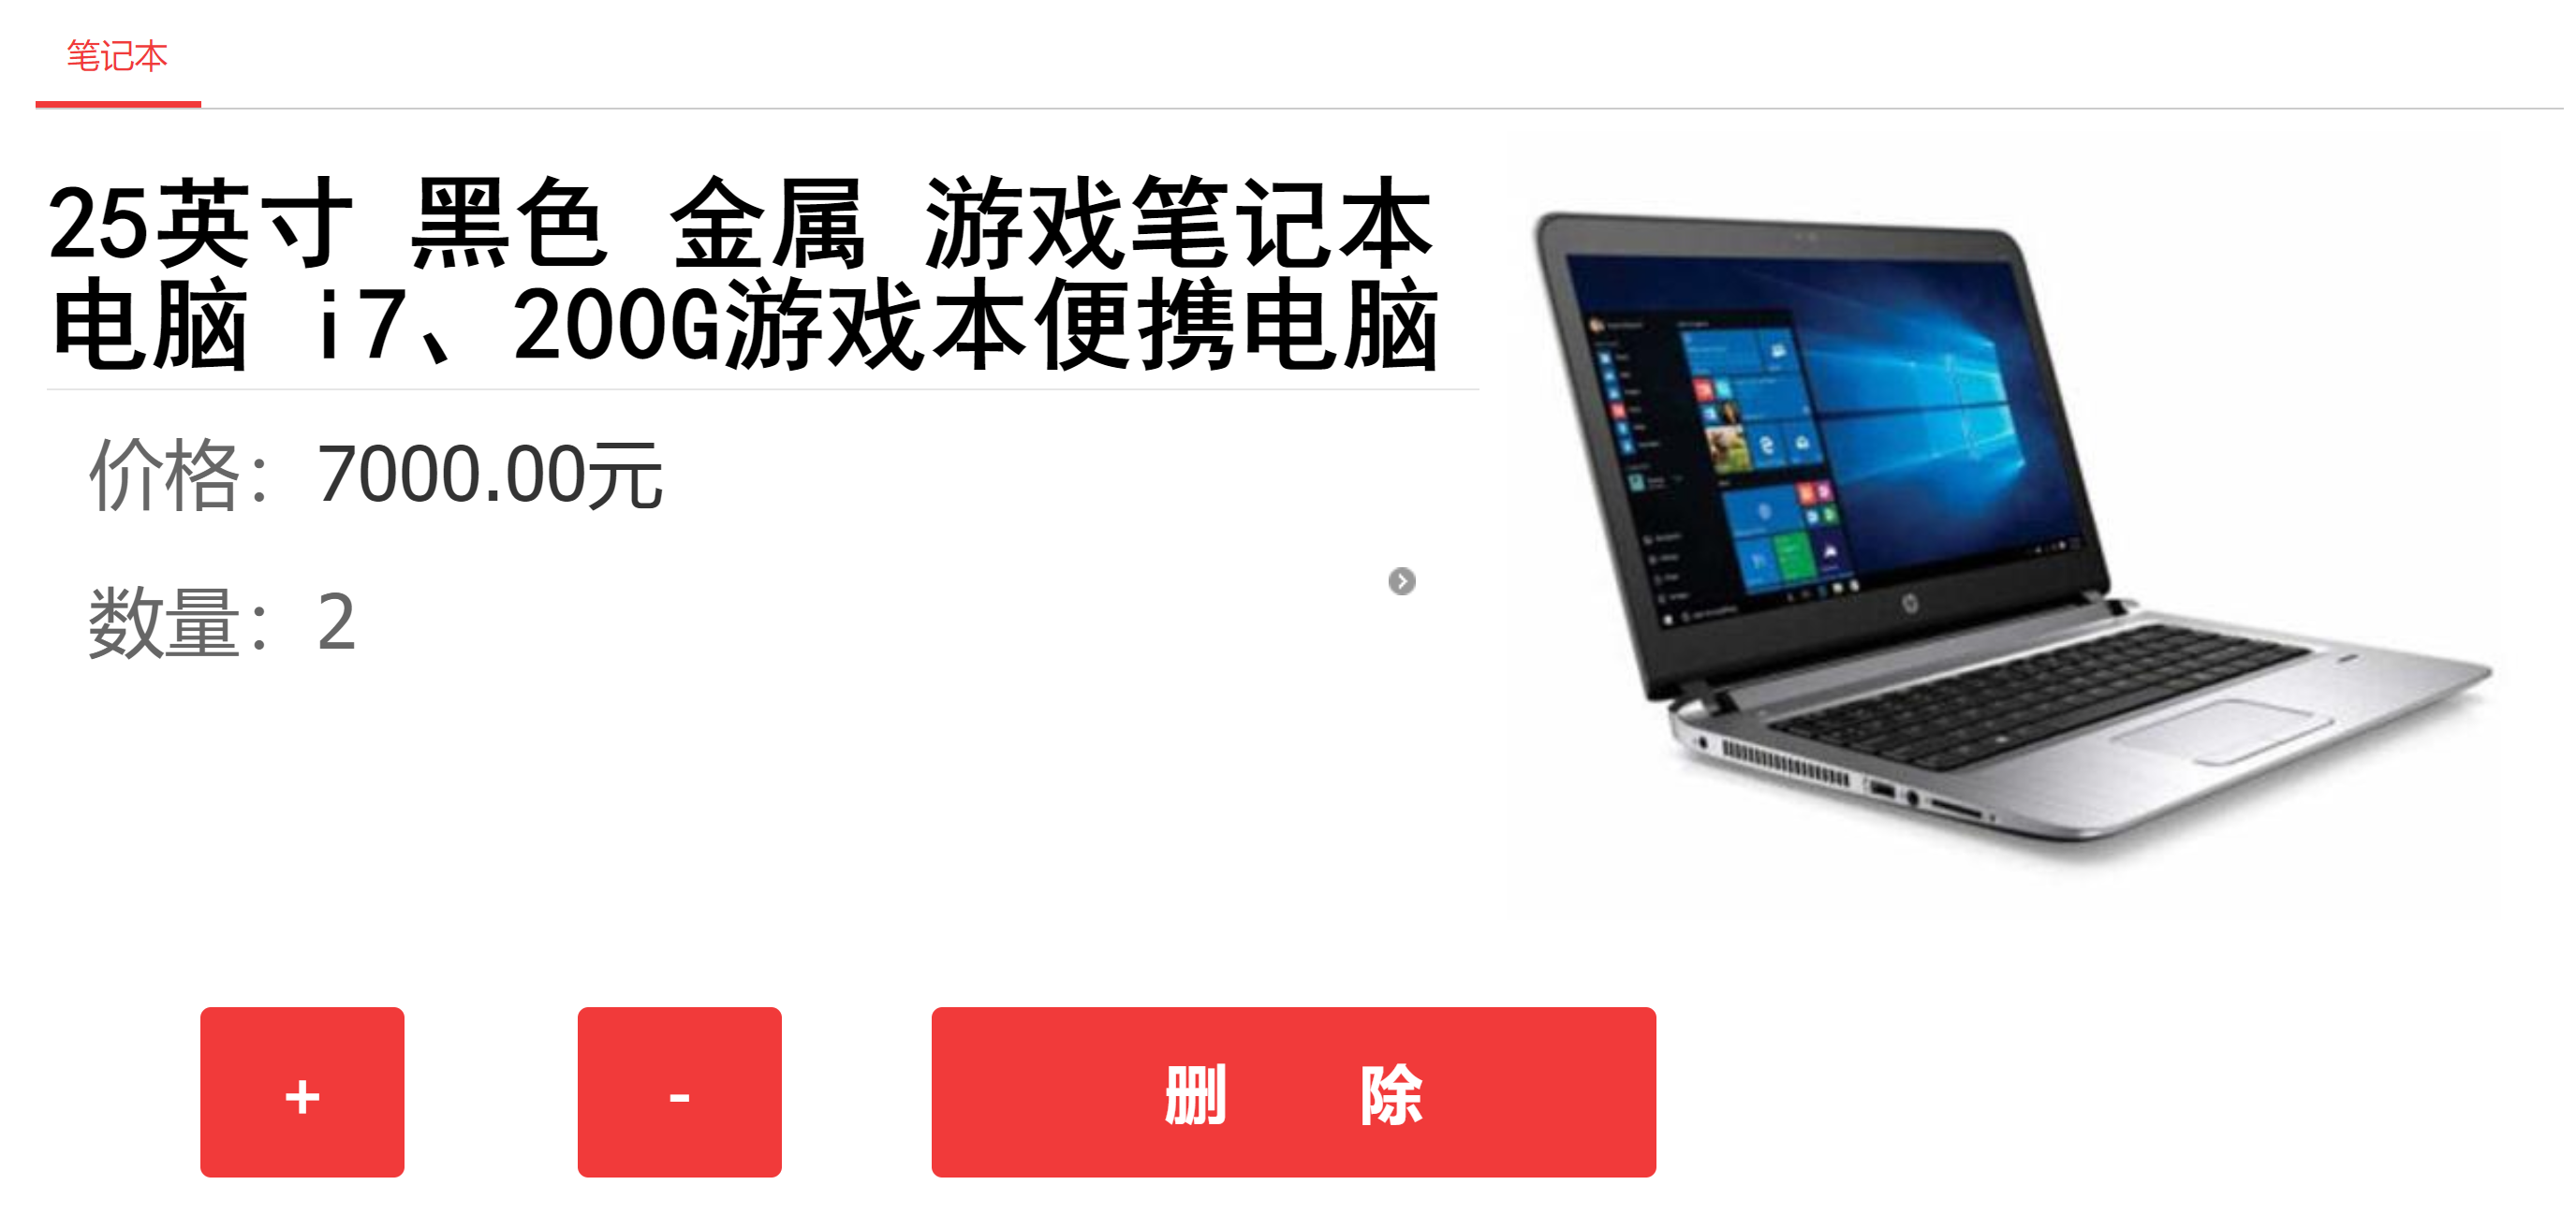 笔记本
25英寸 黑色 金属 游戏笔记本
电脑 i7、200G游戏本便携电脑
价格：7000.00元
数量：2
+
-
删 除